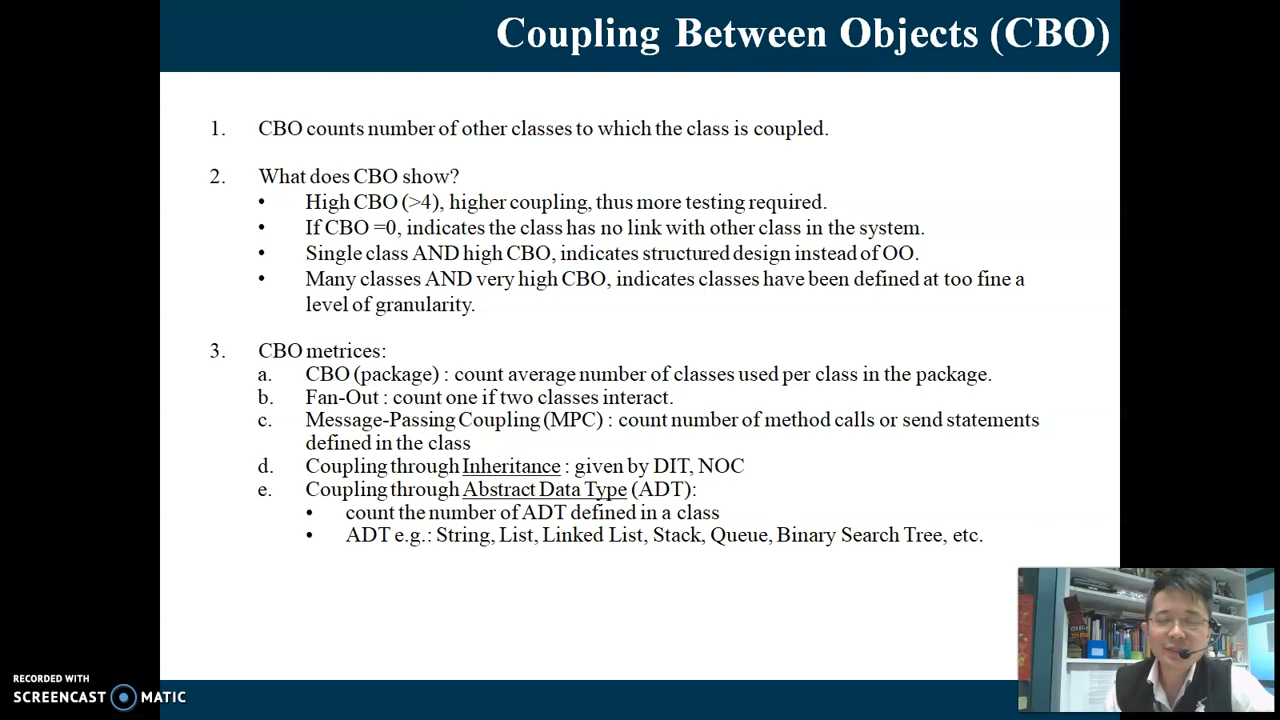 Coupling Between Objects (CBO)
1. CBO counts number of other classes to which the class is coupled.
2. What does CBO show?
• High CBO (>4), higher coupling, thus more testing required.
• If CBO =0, indicates the class has no link with other class in the system.
• Single class AND high CBO, indicates structured design instead of OO.
• Many classes AND very high CBO, indicates classes have been defined at too fine a
level of granularity.
3. CBO metrices:
a. CBO (package) : count average number of classes used per class in the package.
b. Fan-Out : count one if two classes interact.
c. Message-Passing Coupling (MPC) : count number of method calls or send statements
defined in the class
d. Coupling through Inheritance : given by DIT, NOC
e. Coupling through Abstract Data Type (ADT):
• count the number of ADT defined in a class
• ADT e.g.: String, List, Linked List, Stack, Queue, Binary Search Tree, etc.
RECORDED WITH
SCREENCAST MATIC